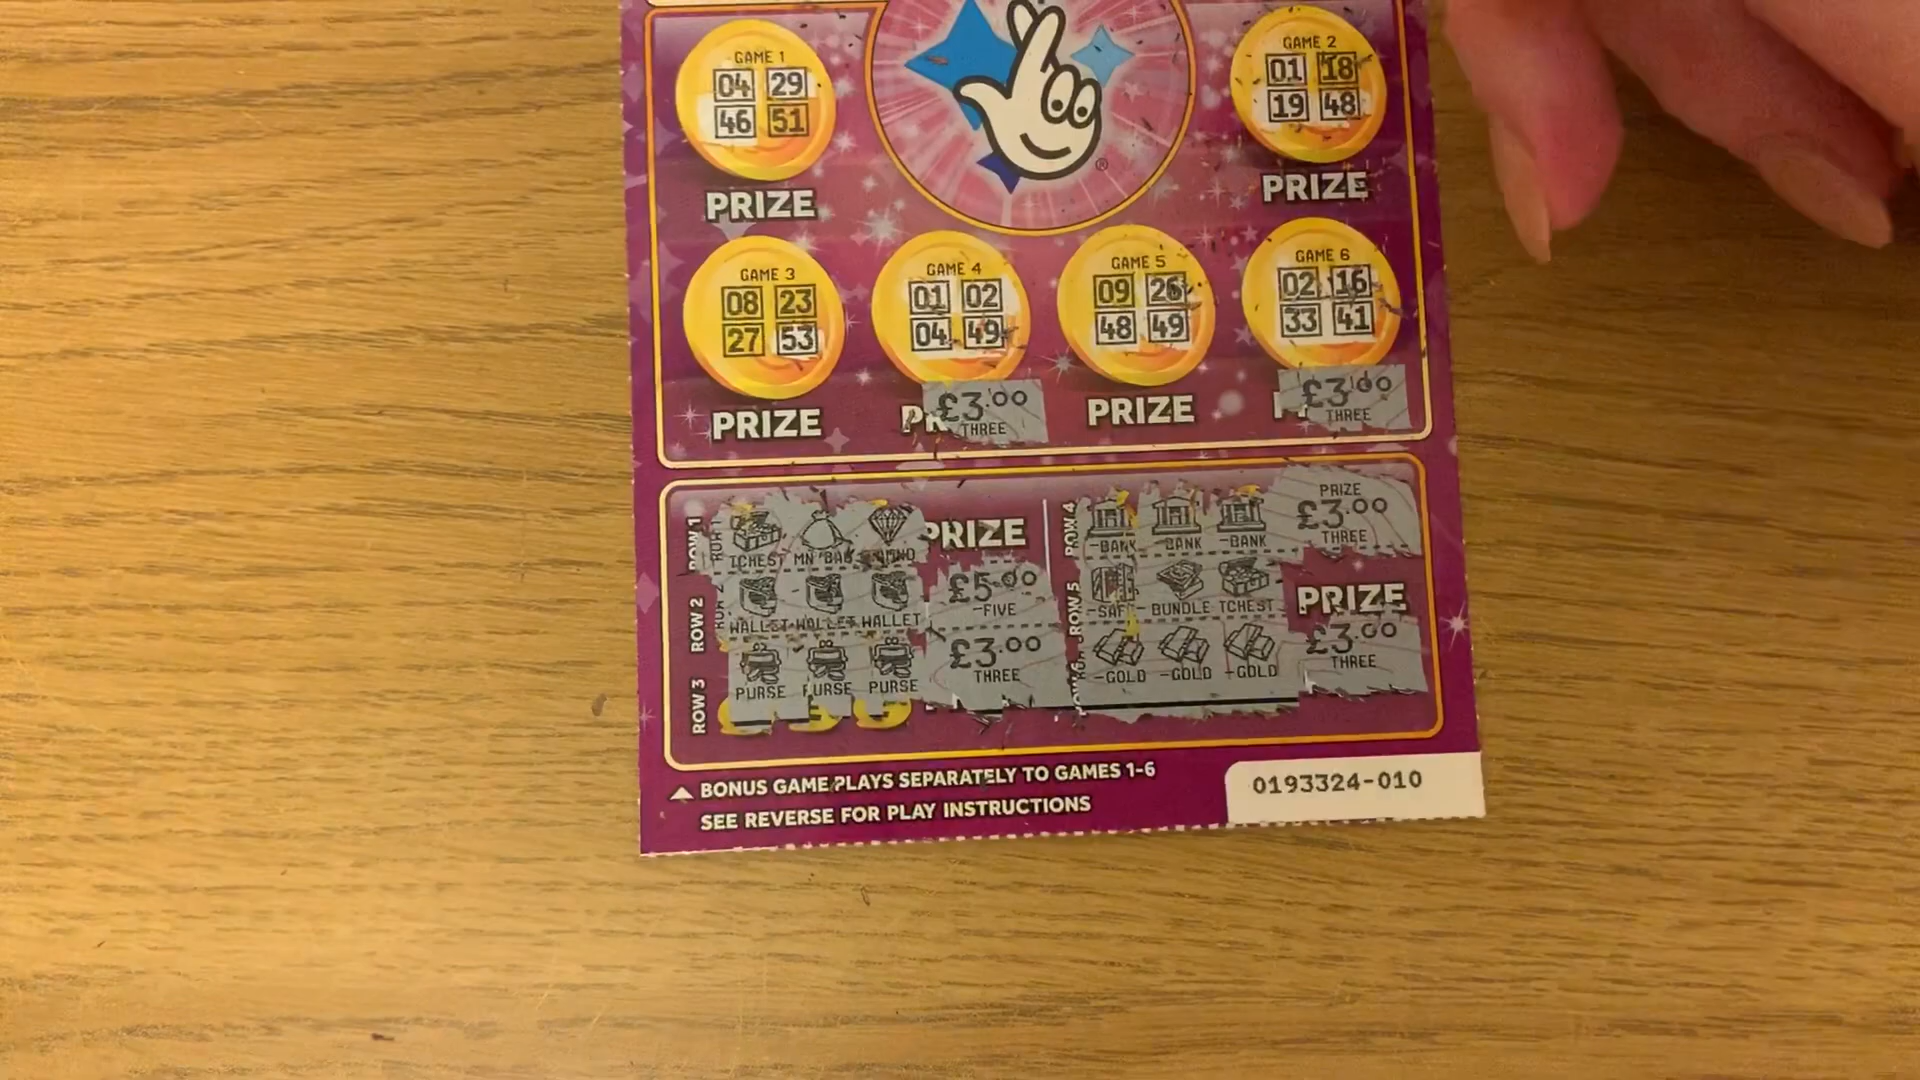 GAME 1
04 29
46 51
PRIZE
GAME 2
01 18
19 48
PRIZE
®
GAME 3
08 23
27 53
PRIZE
GAME 4
01 02
04 49
£3.00
THREE
GAME 5
09 26
48 49
PRIZE
GAME 6
02 16
33 41
£3.00
THREE
ROW 1
TCHEST MN BAG
PRIZE
ROW 2
WALLET WALLET WALLET
£5.00
FIVE
ROW 3
PURSE PURSE PURSE
£3.00
THREE
ROW 4
BANK BANK BANK
PRIZE
£3.00
THREE
ROW 5
SAFE BUNDLE TCHEST
PRIZE
GOLD GOLD GOLD
£3.00
THREE
BONUS GAME PLAYS SEPARATELY TO GAMES 1-6
SEE REVERSE FOR PLAY INSTRUCTIONS
0193324-010